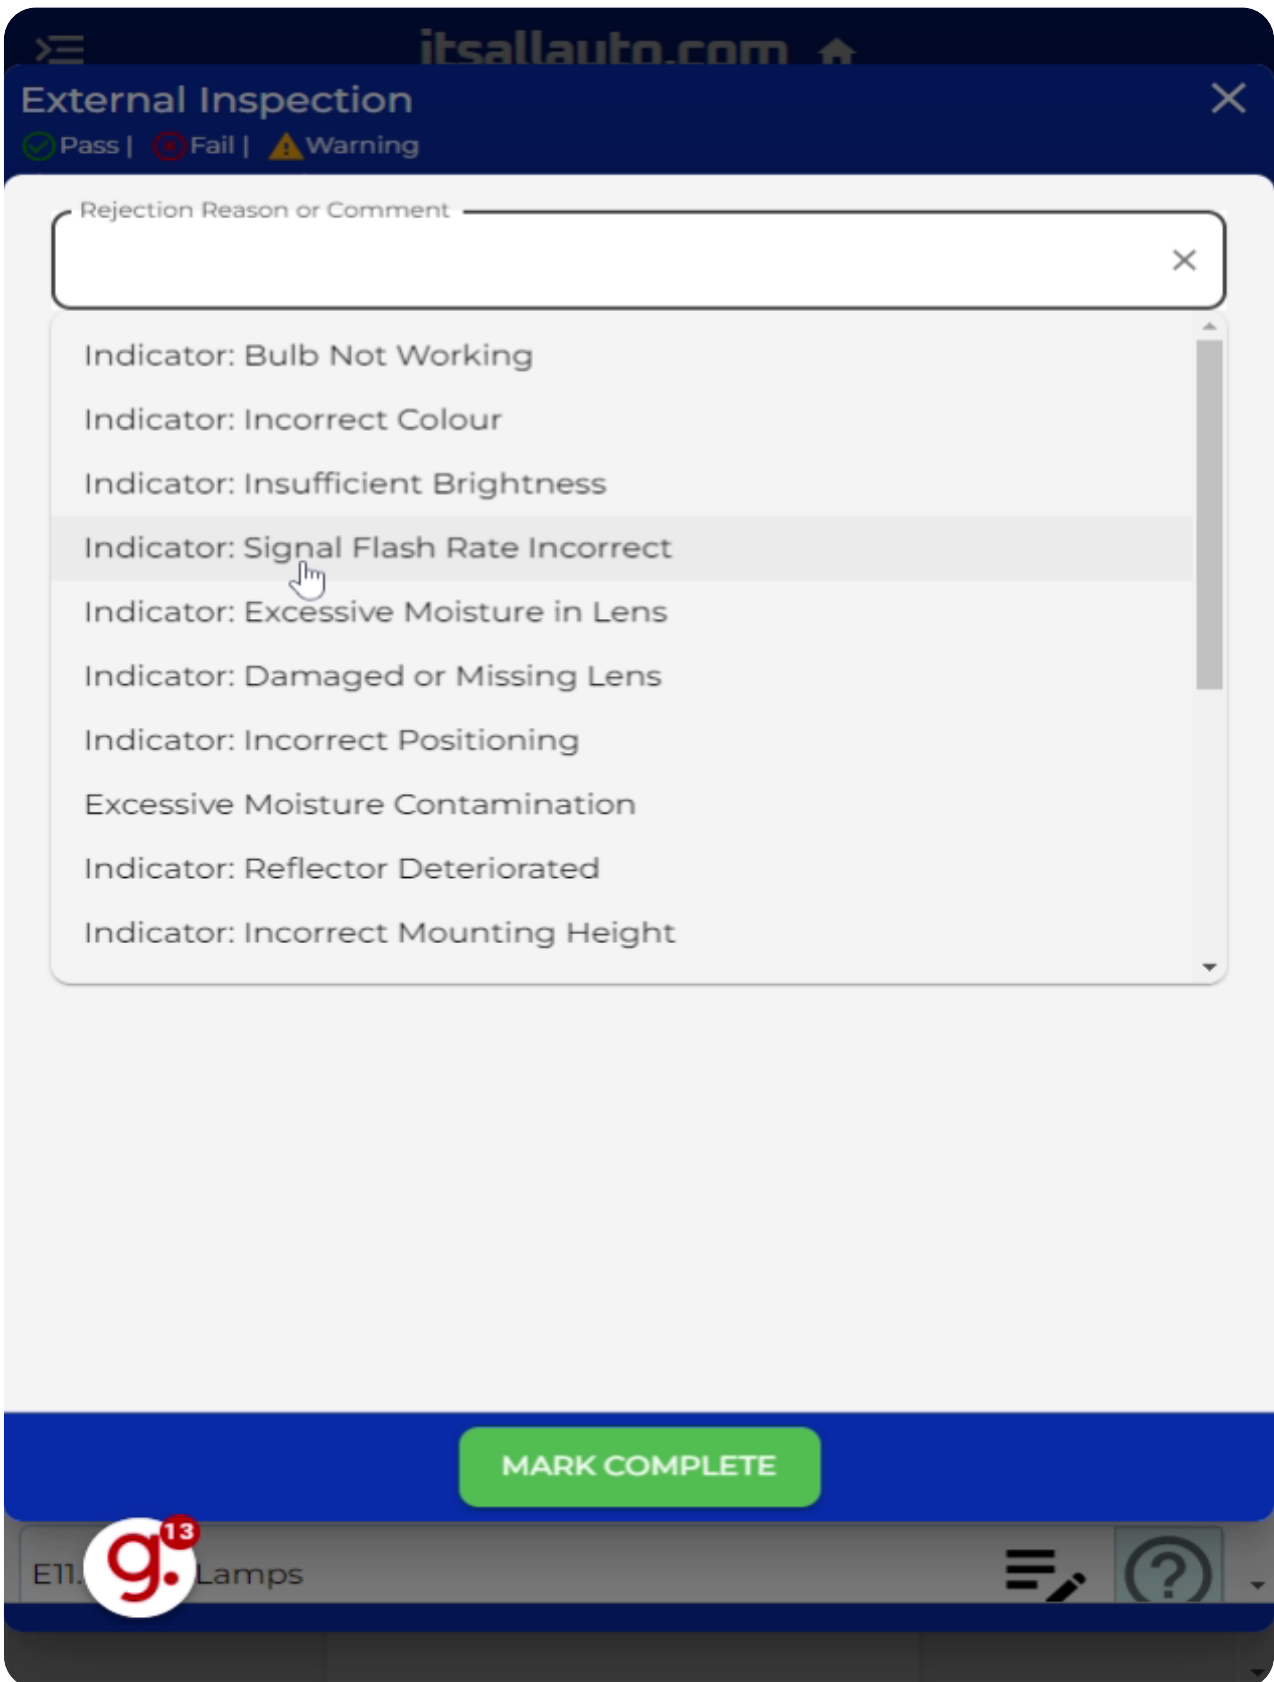 itsallauto.com
External Inspection
Pass | Fail | Warning
Rejection Reason or Comment
Indicator: Bulb Not Working
Indicator: Incorrect Colour
Indicator: Insufficient Brightness
Indicator: Signal Flash Rate Incorrect
Indicator: Excessive Moisture in Lens
Indicator: Damaged or Missing Lens
Indicator: Incorrect Positioning
Excessive Moisture Contamination
Indicator: Reflector Deteriorated
Indicator: Incorrect Mounting Height
MARK COMPLETE
13
g.
E11. Lamps